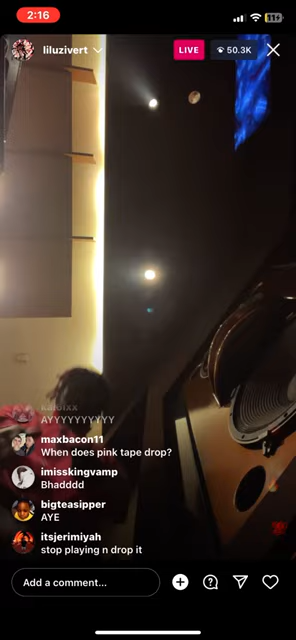 2:16
11+
liluzivert
LIVE
50.3K
AYYYYYYYYYY
maxbacon11
When does pink tape drop?
imisskingvamp
Bhadddd
bigteasipper
AYE
itsjerimiyah
stop playing n drop it
Add a comment...